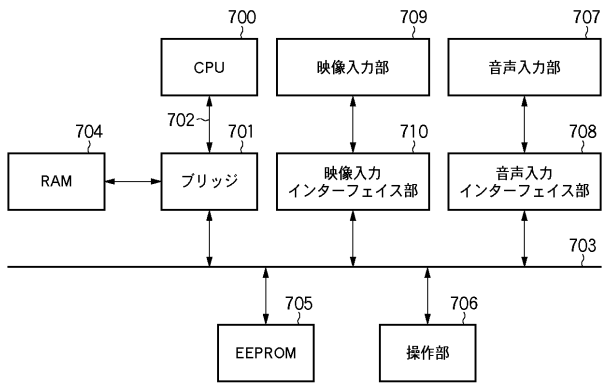 700
709
707
CPU
映像入力部
音声入力部
702
704
701
710
708
RAM
ブリッジ
映像入力
インターフェイス部
音声入力
インターフェイス部
703
705
706
EEPROM
操作部